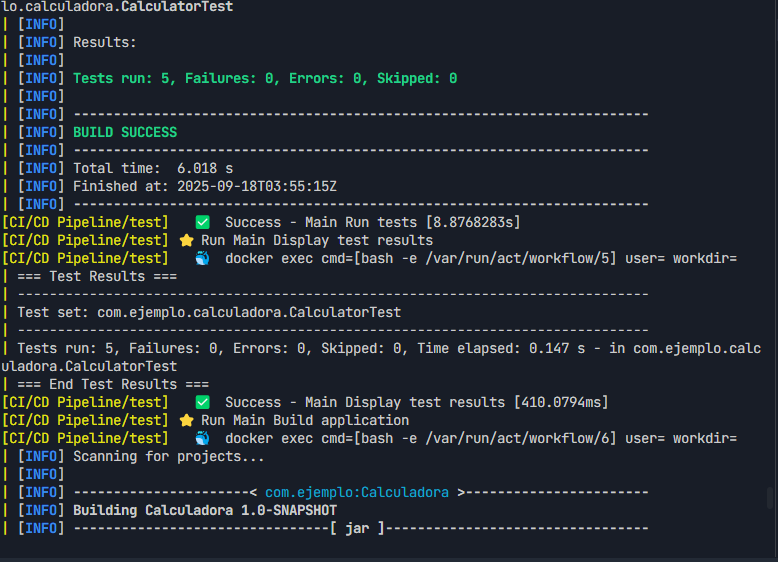 lo.calculadora.CalculatorTest
| [INFO]
| [INFO] Results:
| [INFO]
| [INFO] Tests run: 5, Failures: 0, Errors: 0, Skipped: 0
| [INFO]
| [INFO] ------------------------------------------------------------------------
| [INFO] BUILD SUCCESS
| [INFO] ------------------------------------------------------------------------
| [INFO] Total time:  6.018 s
| [INFO] Finished at: 2025-09-18T03:55:15Z
| [INFO] ------------------------------------------------------------------------
[CI/CD Pipeline/test]   ✅  Success - Main Run tests [8.8768283s]
[CI/CD Pipeline/test] ⭐ Run Main Display test results
[CI/CD Pipeline/test]   🐳  docker exec cmd=[bash -e /var/run/act/workflow/5] user= workdir=
| === Test Results ===
| -------------------------------------------------------------------------------
| Test set: com.ejemplo.calculadora.CalculatorTest
| -------------------------------------------------------------------------------
| Tests run: 5, Failures: 0, Errors: 0, Skipped: 0, Time elapsed: 0.147 s - in com.ejemplo.calc
uladora.CalculatorTest
| === End Test Results ===
[CI/CD Pipeline/test]   ✅  Success - Main Display test results [410.0794ms]
[CI/CD Pipeline/test] ⭐ Run Main Build application
[CI/CD Pipeline/test]   🐳  docker exec cmd=[bash -e /var/run/act/workflow/6] user= workdir=
| [INFO] Scanning for projects...
| [INFO]
| [INFO] ----------------------< com.ejemplo:Calculadora >-----------------------
| [INFO] Building Calculadora 1.0-SNAPSHOT
| [INFO] --------------------------------[ jar ]---------------------------------